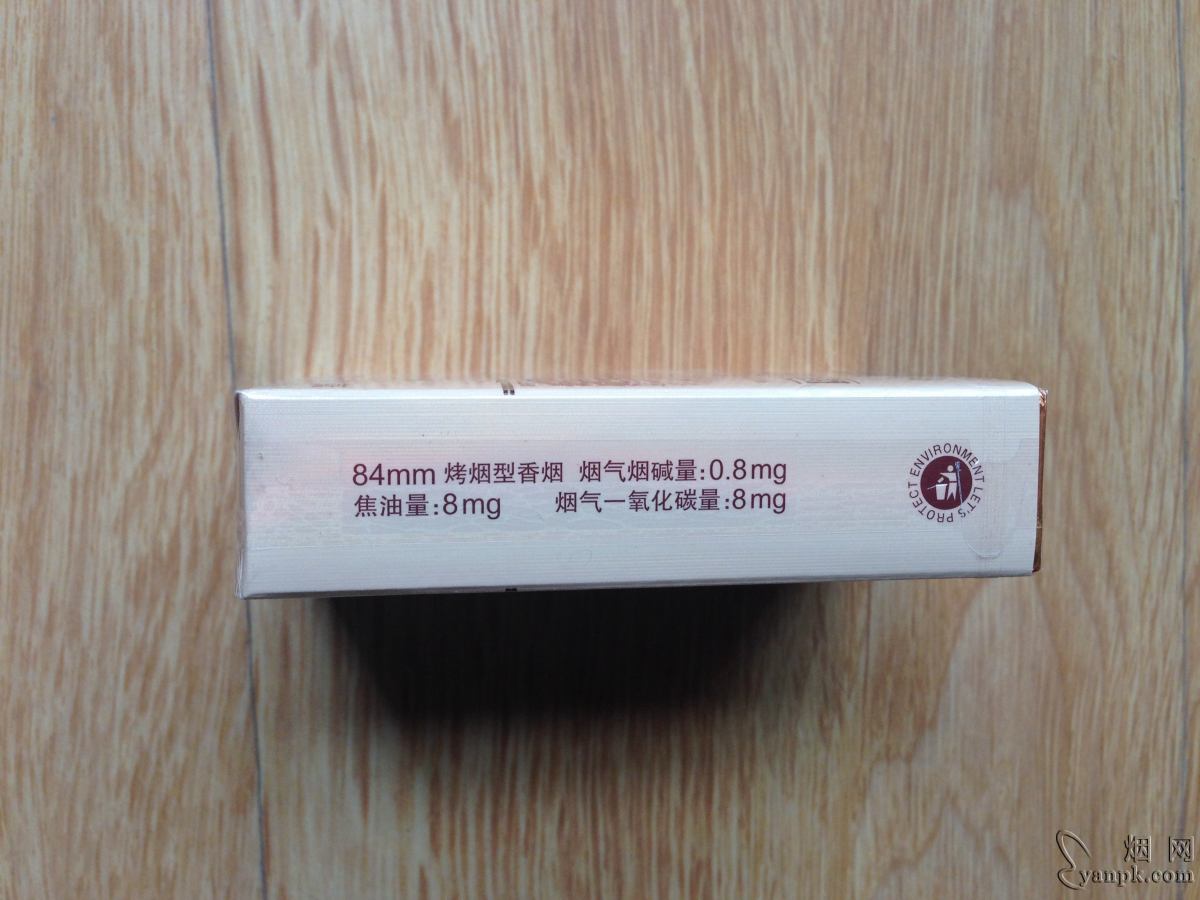 84mm 烤烟型香烟 烟气烟碱量:0.8mg
焦油量:8mg 烟气一氧化碳量:8mg
PROTECT ENVIRONMENT LET'S
烟网
yanpk.com